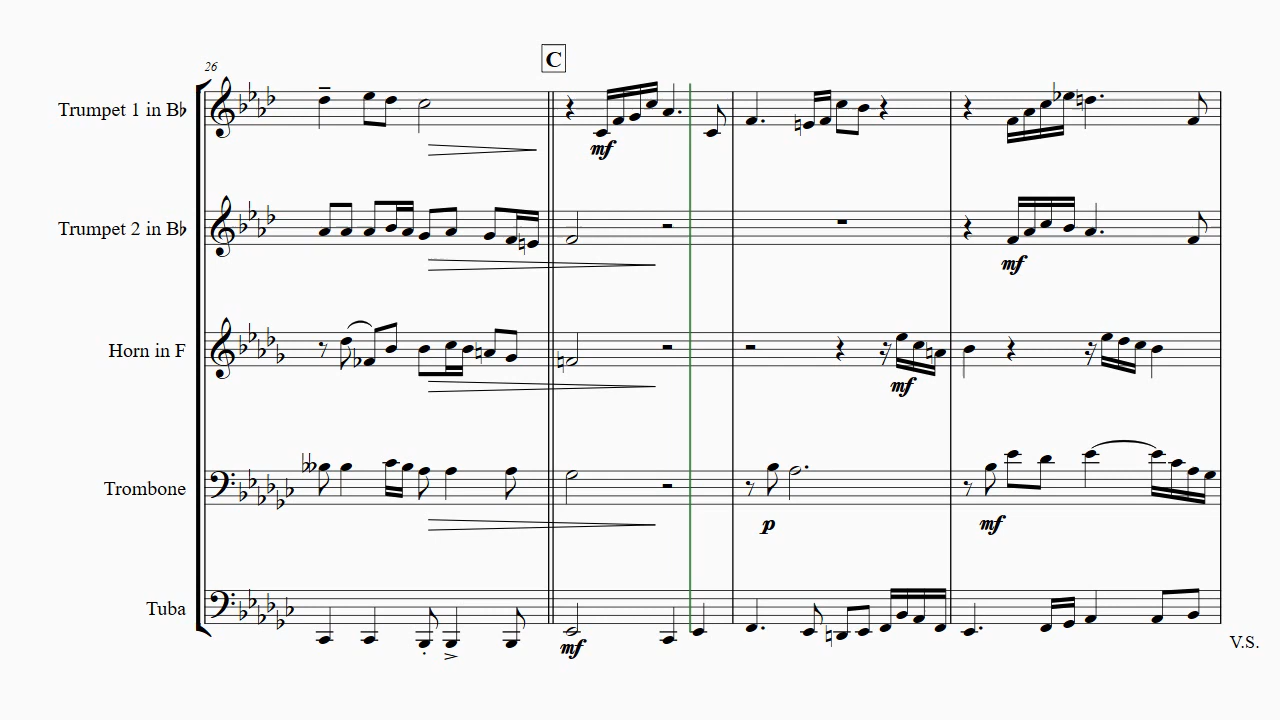 26
C
Trumpet 1 in B♭
mf
Trumpet 2 in B♭
mf
Horn in F
mf
Trombone
p mf
Tuba
mf
V.S.